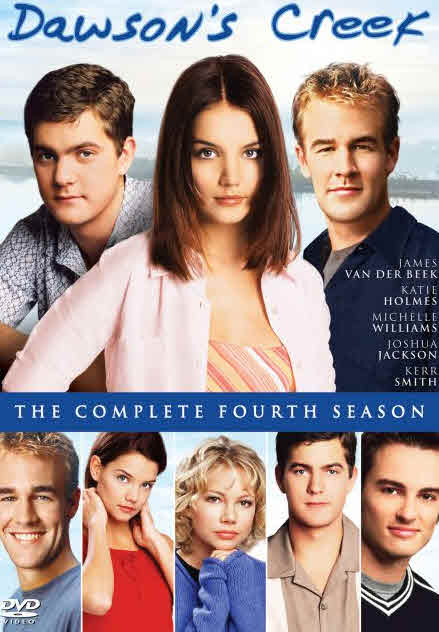 Dawson's Creek
JAMES
VAN DER BEEK
KATIE
HOLMES
MICHELLE
WILLIAMS
JOSHUA
JACKSON
KERR
SMITH
THE COMPLETE FOURTH SEASON
DVD
VIDEO